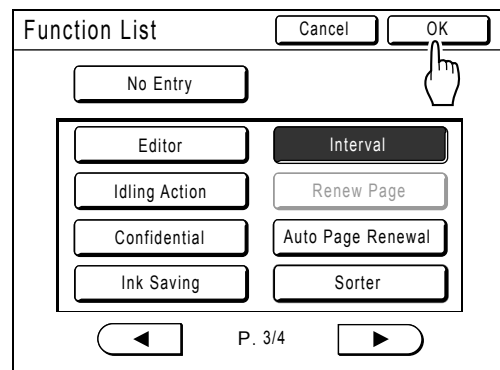 Function List Cancel OK
No Entry
Editor Interval
Idling Action Renew Page
Confidential Auto Page Renewal
Ink Saving Sorter
P. 3/4